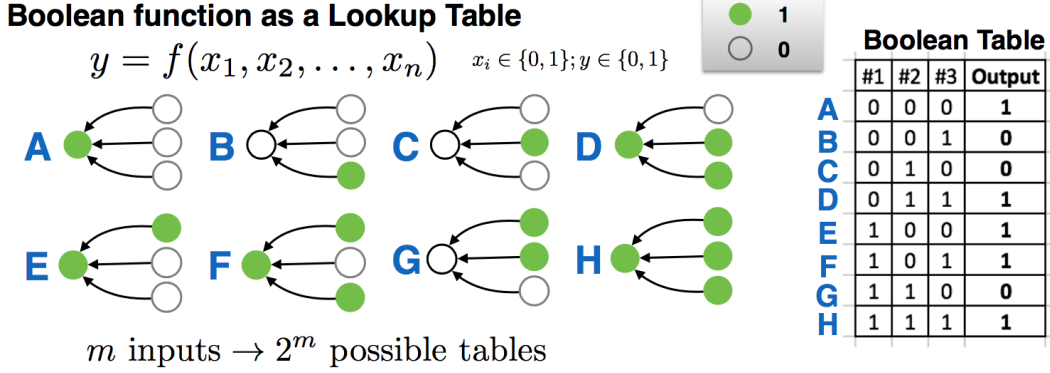 Boolean function as a Lookup Table
y = f(x₁, x₂, . . . , xₙ) xᵢ ∈ {0, 1}; y ∈ {0, 1}
1
0
A B C D
E F G H
m inputs → 2ᵐ possible tables
Boolean Table
#1 #2 #3 Output
A 0 0 0 1
B 0 0 1 0
C 0 1 0 0
D 0 1 1 1
E 1 0 0 1
F 1 0 1 1
G 1 1 0 0
H 1 1 1 1